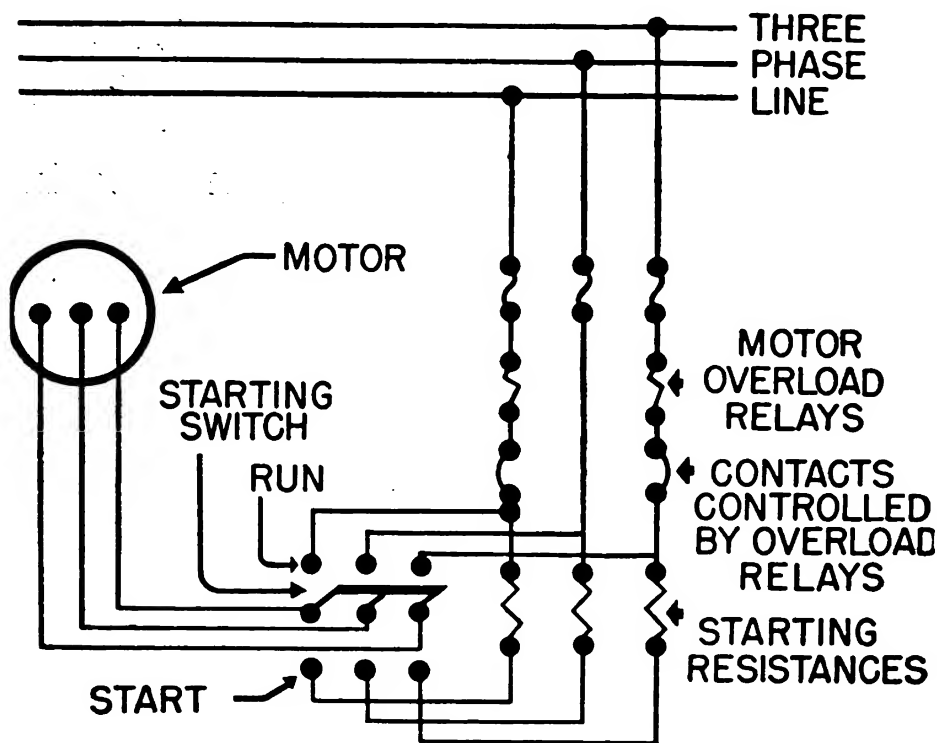 THREE
PHASE
LINE
MOTOR
MOTOR
OVERLOAD
RELAYS
STARTING
SWITCH
RUN
CONTACTS
CONTROLLED
BY OVERLOAD
RELAYS
STARTING
RESISTANCES
START